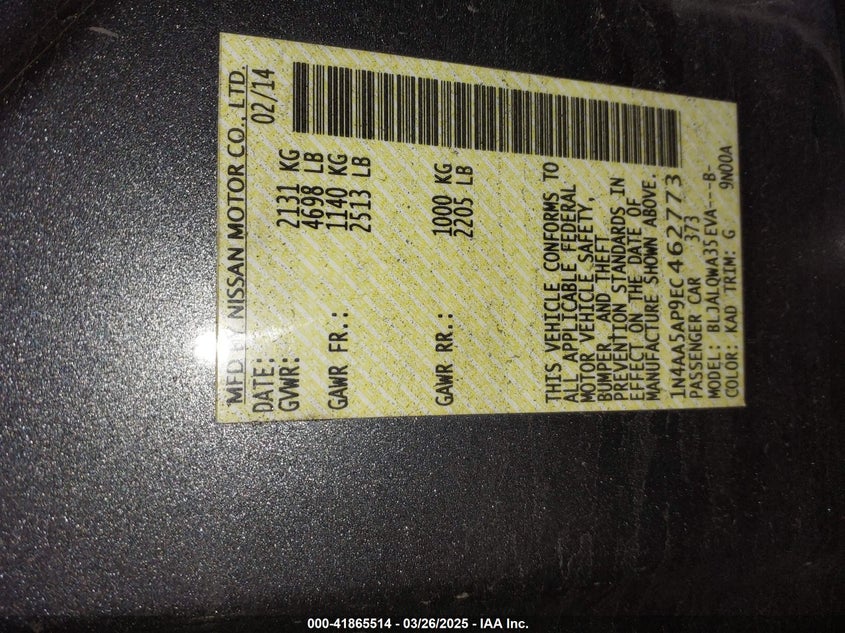 MFD BY NISSAN MOTOR CO., LTD.
DATE: 02/14
GVWR: 2131 KG
4698 LB
GAWR FR.: 1140 KG
2513 LB
GAWR RR.: 1000 KG
2205 LB
THIS VEHICLE CONFORMS TO
ALL APPLICABLE FEDERAL
MOTOR VEHICLE SAFETY,
BUMPER, AND THEFT
PREVENTION STANDARDS IN
EFFECT ON THE DATE OF
MANUFACTURE SHOWN ABOVE.
1N4AA5AP9EC462773
PASSENGER CAR 373
MODEL: BLJALQWA35EVA---B-
COLOR: KAD TRIM: G 9N00A
000-41865514 - 03/26/2025 - IAA Inc.